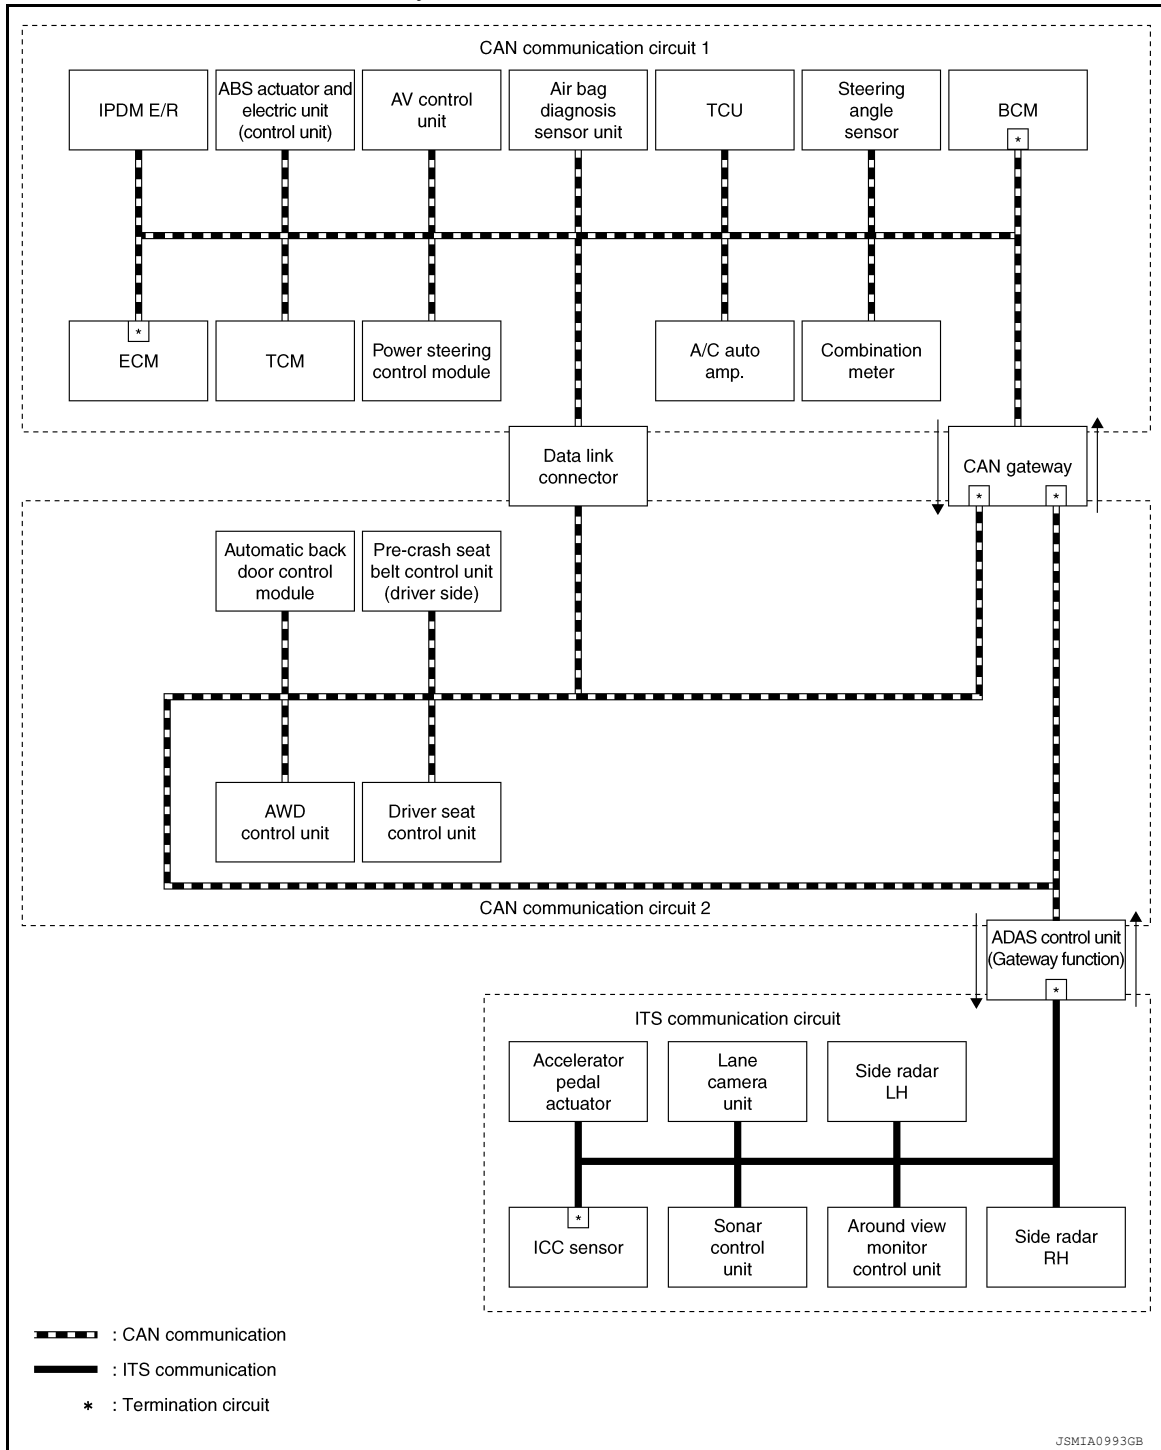 CAN communication circuit 1
IPDM E/R
ABS actuator and
electric unit
(control unit)
AV control
unit
Air bag
diagnosis
sensor unit
TCU
Steering
angle
sensor
BCM
*
*
ECM
TCM
Power steering
control module
A/C auto
amp.
Combination
meter
Data link
connector
CAN gateway
*
*
Automatic back
door control
module
Pre-crash seat
belt control unit
(driver side)
AWD
control unit
Driver seat
control unit
CAN communication circuit 2
ADAS control unit
(Gateway function)
*
ITS communication circuit
Accelerator
pedal
actuator
Lane
camera
unit
Side radar
LH
*
ICC sensor
Sonar
control
unit
Around view
monitor
control unit
Side radar
RH
: CAN communication
: ITS communication
* : Termination circuit
JSMIA0993GB